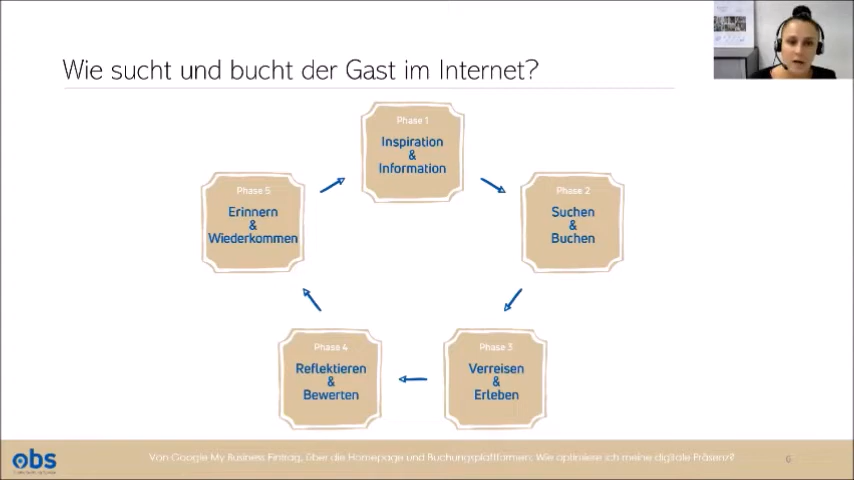 Wie sucht und bucht der Gast im Internet?
Phase 1
Inspiration
&
Information
Phase 2
Suchen
&
Buchen
Phase 3
Verreisen
&
Erleben
Phase 4
Reflektieren
&
Bewerten
Phase 5
Erinnern
&
Wiederkommen
obs
Von Google My Business Eintrag, über die Homepage und Buchungsplattformen: Wie optimiere ich meine digitale Präsenz?
6